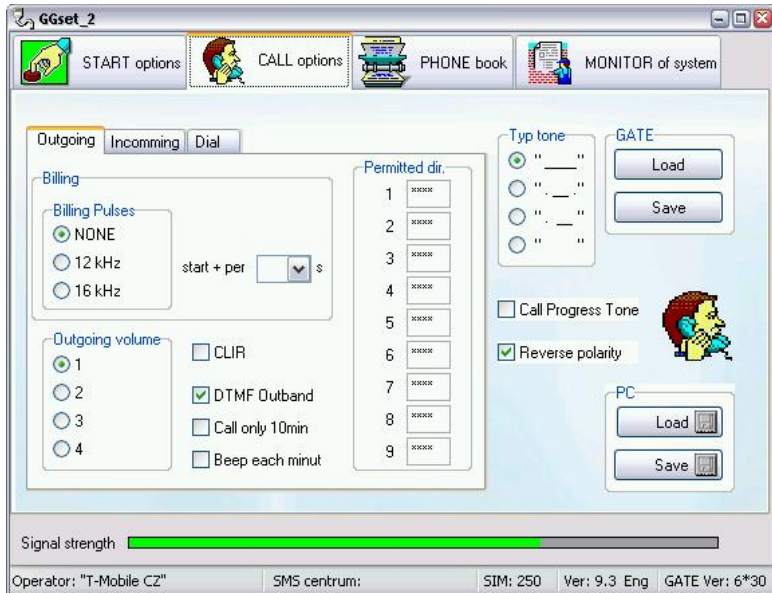 GGset_2
START options
CALL options
PHONE book
MONITOR of system
Outgoing
Incomming
Dial
Billing
Billing Pulses
NONE
12 kHz
16 kHz
start + per
s
Outgoing volume
1
2
3
4
CLIR
DTMF Outband
Call only 10min
Beep each minut
Permitted dir.
1 ****
2 ****
3 ****
4 ****
5 ****
6 ****
7 ****
8 ****
9 ****
Typ tone
" ___ "
" . __ "
" . __ . "
" "
GATE
Load
Save
Call Progress Tone
Reverse polarity
PC
Load
Save
Signal strength
Operator: "T-Mobile CZ"
SMS centrum:
SIM: 250
Ver: 9.3 Eng
GATE Ver: 6*30